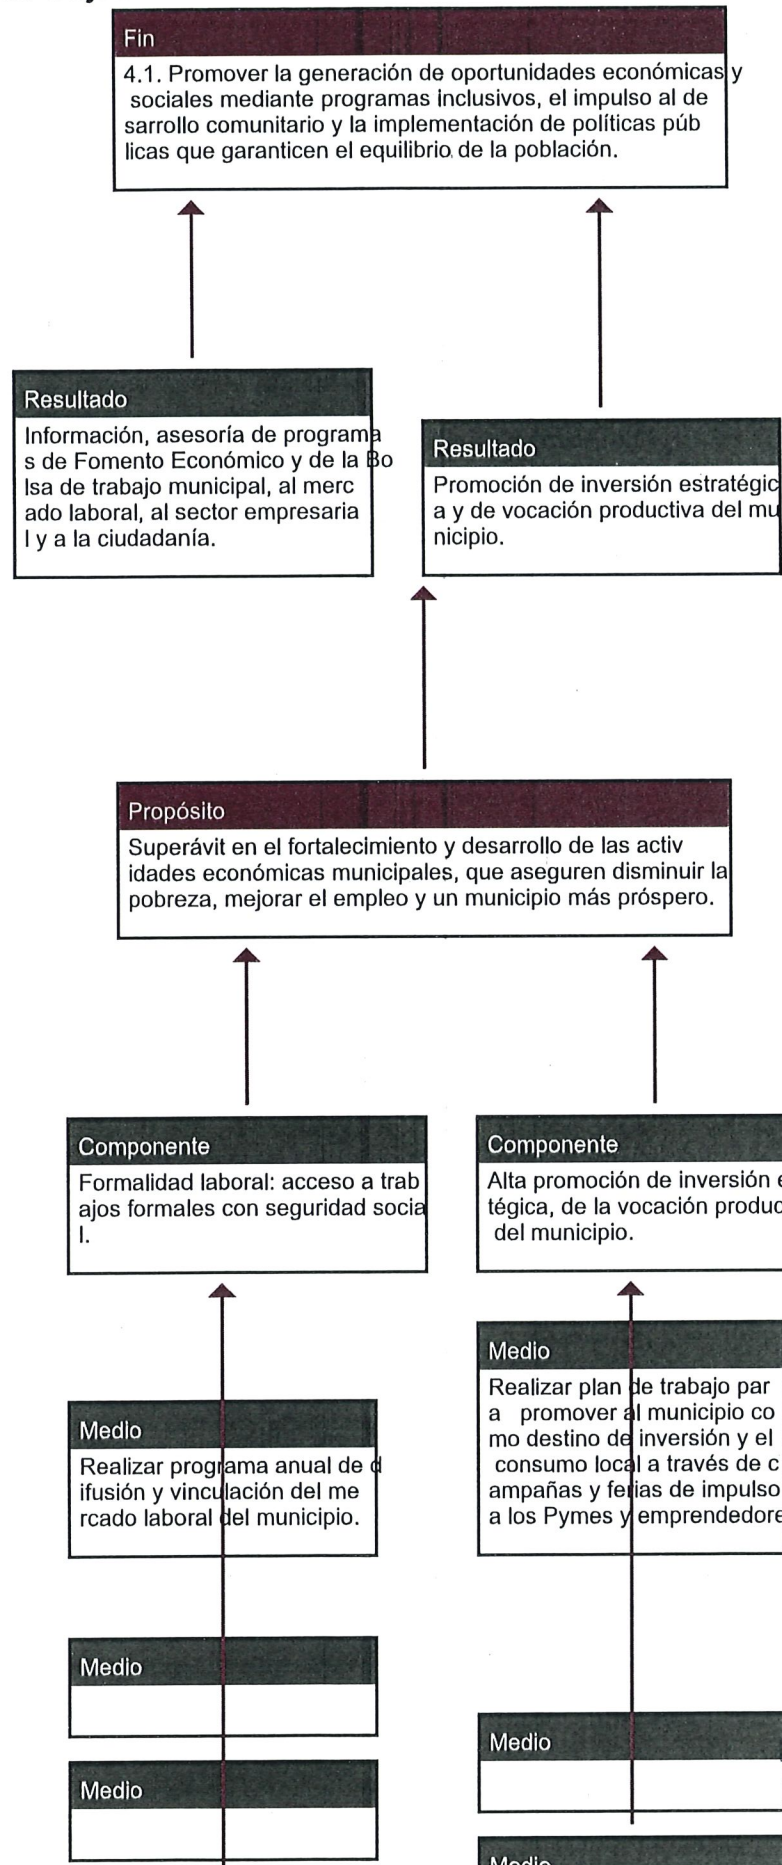 Fin
4.1. Promover la generación de oportunidades económicas y
sociales mediante programas inclusivos, el impulso al de
sarrollo comunitario y la implementación de políticas púb
licas que garanticen el equilibrio de la población.
Resultado
Información, asesoría de programa
s de Fomento Económico y de la Bo
lsa de trabajo municipal, al merc
ado laboral, al sector empresaria
l y a la ciudadanía.
Resultado
Promoción de inversión estratégic
a y de vocación productiva del mu
nicipio.
Propósito
Superávit en el fortalecimiento y desarrollo de las activ
idades económicas municipales, que aseguren disminuir la
pobreza, mejorar el empleo y un municipio más próspero.
Componente
Formalidad laboral: acceso a trab
ajos formales con seguridad socia
l.
Componente
Alta promoción de inversión e
tégica, de la vocación produc
del municipio.
Medio
Realizar programa anual de d
ifusión y vinculación del me
rcado laboral del municipio.
Medio
Medio
Medio
Realizar plan de trabajo par
a promover al municipio co
mo destino de inversión y el
consumo local a través de c
ampañas y ferias de impulso
a los Pymes y emprendedore
Medio
Medio